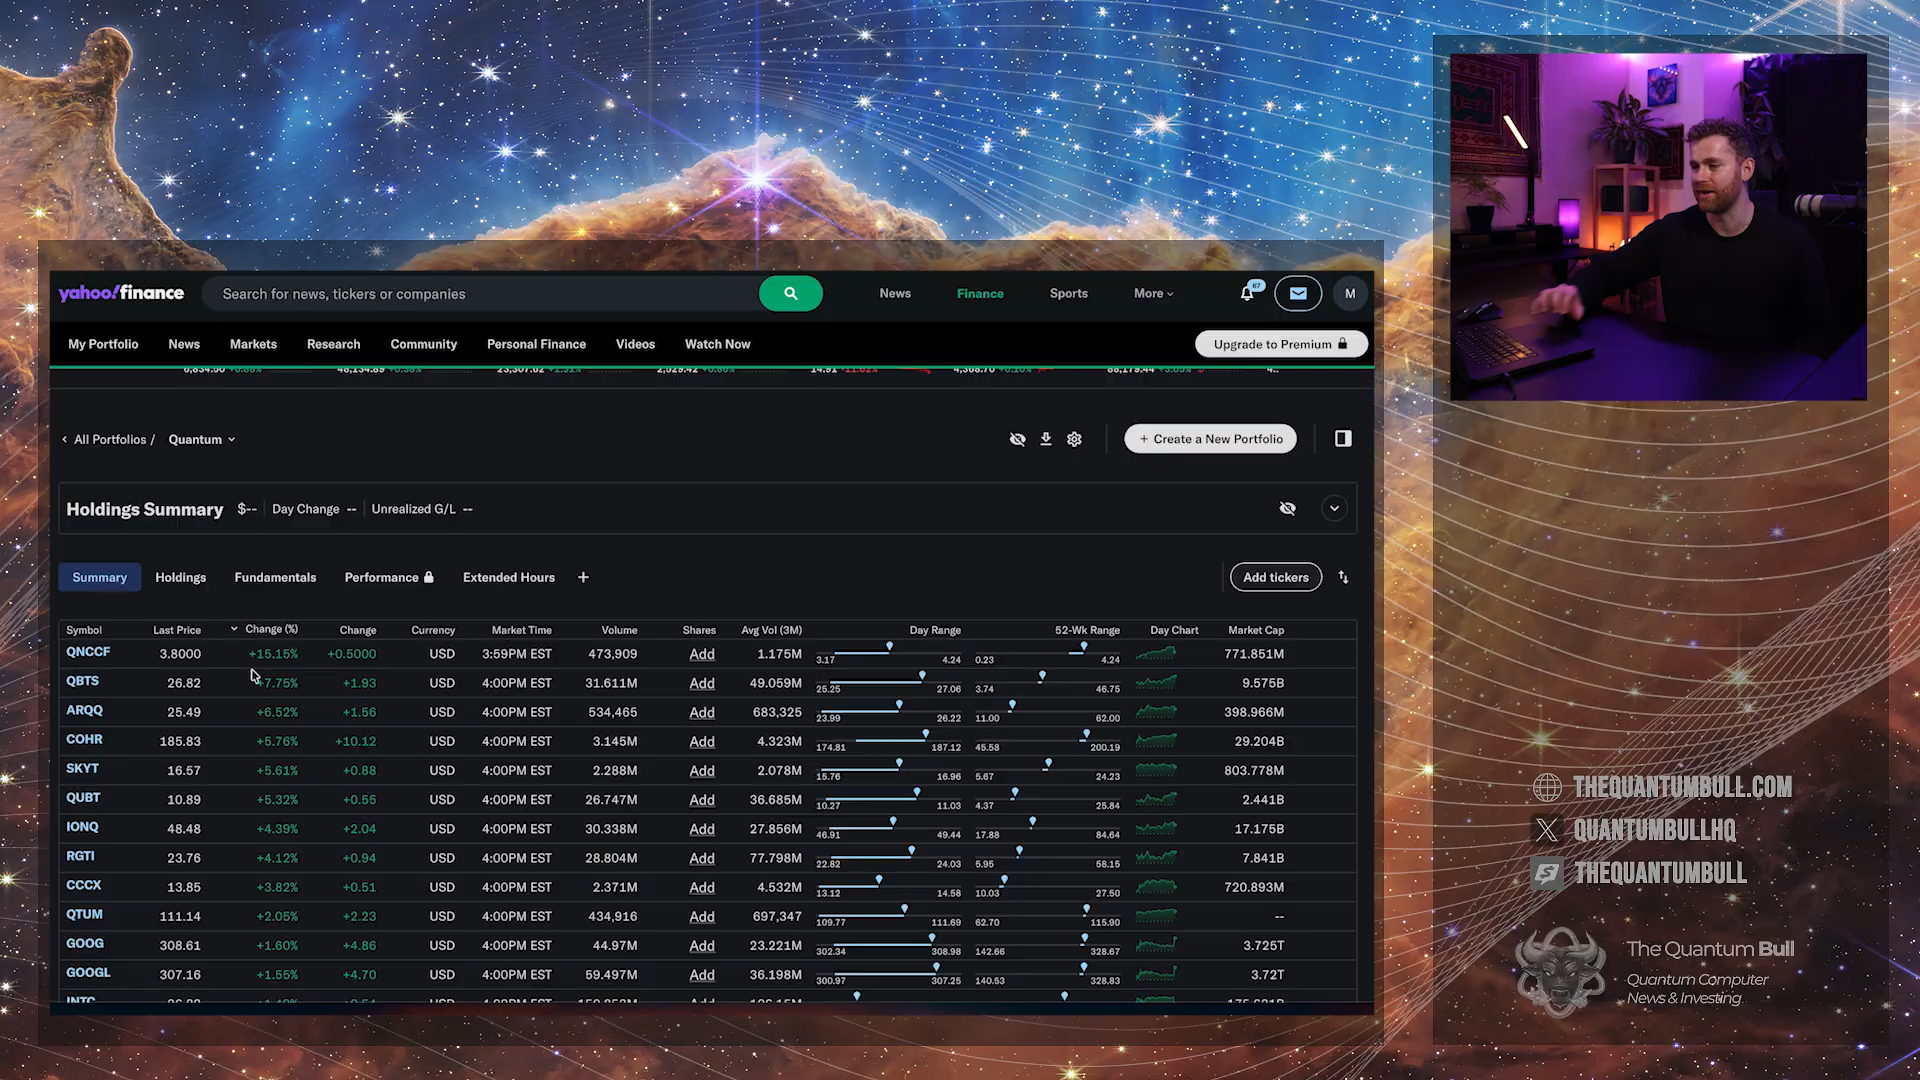 yahoo!finance Search for news, tickers or companies News Finance Sports More 67 M
My Portfolio News Markets Research Community Personal Finance Videos Watch Now Upgrade to Premium
All Portfolios / Quantum + Create a New Portfolio
Holdings Summary $-- Day Change -- Unrealized G/L --
Summary Holdings Fundamentals Performance Extended Hours + Add tickers
Symbol Last Price Change (%) Change Currency Market Time Volume Shares Avg Vol (3M) Day Range 52-Wk Range Day Chart Market Cap
QNCCF 3.8000 +15.15% +0.5000 USD 3:59PM EST 473,909 Add 1.175M 3.17 4.24 0.23 4.24 771.851M
QBTS 26.82 +7.75% +1.93 USD 4:00PM EST 31.611M Add 49.059M 25.25 27.06 3.74 46.75 9.575B
ARQQ 25.49 +6.52% +1.56 USD 4:00PM EST 534,465 Add 683,325 23.99 26.22 11.00 62.00 398.966M
COHR 185.83 +5.76% +10.12 USD 4:00PM EST 3.145M Add 4.323M 174.81 187.12 45.58 200.19 29.204B
SKYT 16.57 +5.61% +0.88 USD 4:00PM EST 2.288M Add 2.078M 15.76 16.96 5.67 24.23 803.778M
QUBT 10.89 +5.32% +0.55 USD 4:00PM EST 26.747M Add 36.685M 10.27 11.03 4.37 25.84 2.441B
IONQ 48.48 +4.39% +2.04 USD 4:00PM EST 30.338M Add 27.856M 46.91 49.44 17.88 84.64 17.175B
RGTI 23.76 +4.12% +0.94 USD 4:00PM EST 28.804M Add 77.798M 22.82 24.03 5.95 58.15 7.841B
CCCX 13.85 +3.82% +0.51 USD 4:00PM EST 2.371M Add 4.532M 13.12 14.58 10.03 27.50 720.893M
QTUM 111.14 +2.05% +2.23 USD 4:00PM EST 434,916 Add 697,347 109.77 111.69 62.70 115.90 --
GOOG 308.61 +1.60% +4.86 USD 4:00PM EST 44.97M Add 23.221M 302.34 308.98 142.66 328.67 3.725T
GOOGL 307.16 +1.55% +4.70 USD 4:00PM EST 59.497M Add 36.198M 300.97 307.25 140.53 328.83 3.72T
THEQUANTUMBULL.COM
QUANTUMBULLHQ
THEQUANTUMBULL
The Quantum Bull
Quantum Computer
News & Investing